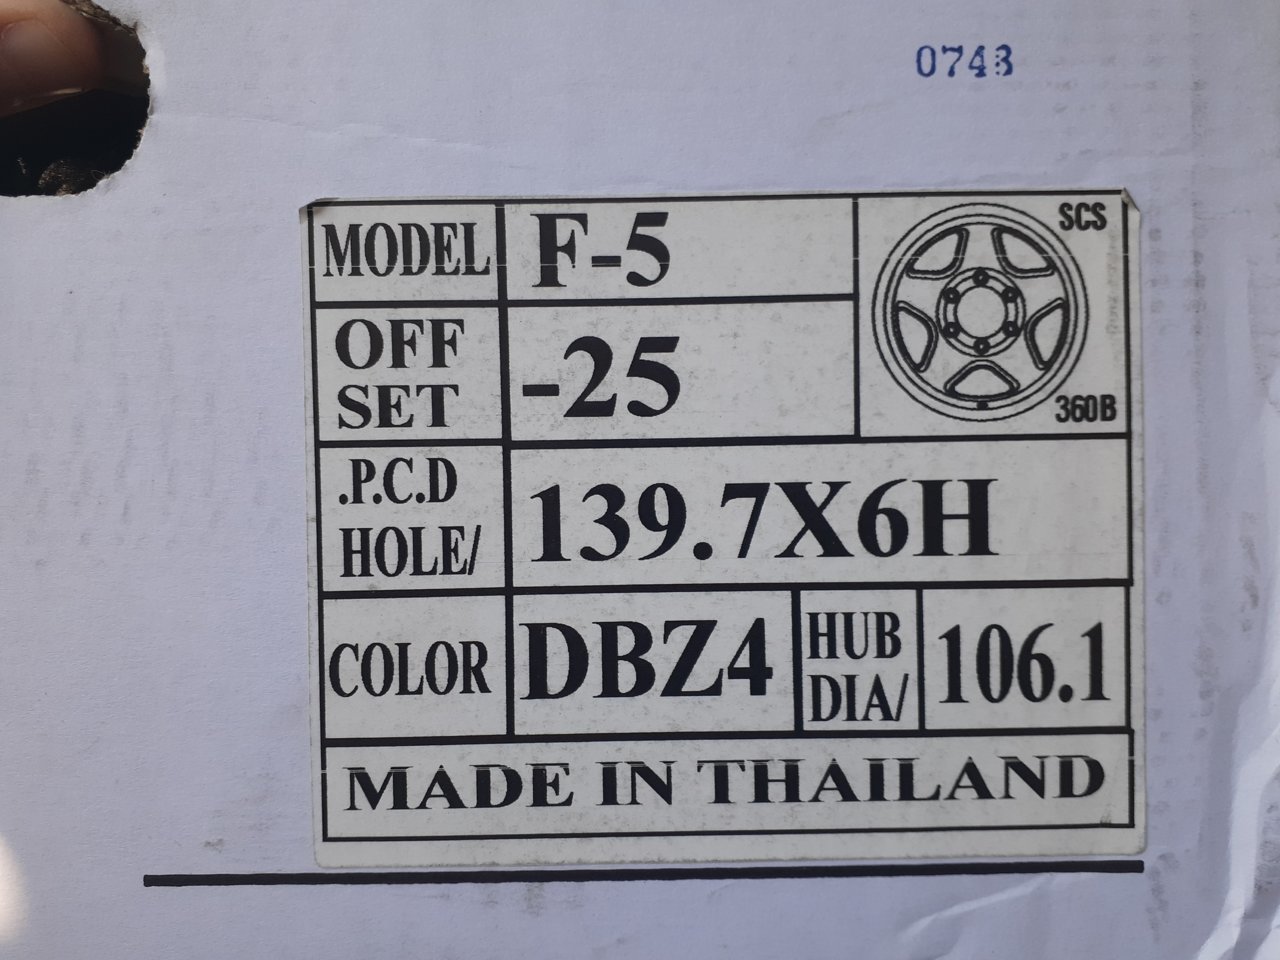 0743
MODEL F-5
SCS
OFF SET -25
360B
.P.C.D HOLE/ 139.7X6H
COLOR DBZ4 HUB DIA/ 106.1
MADE IN THAILAND